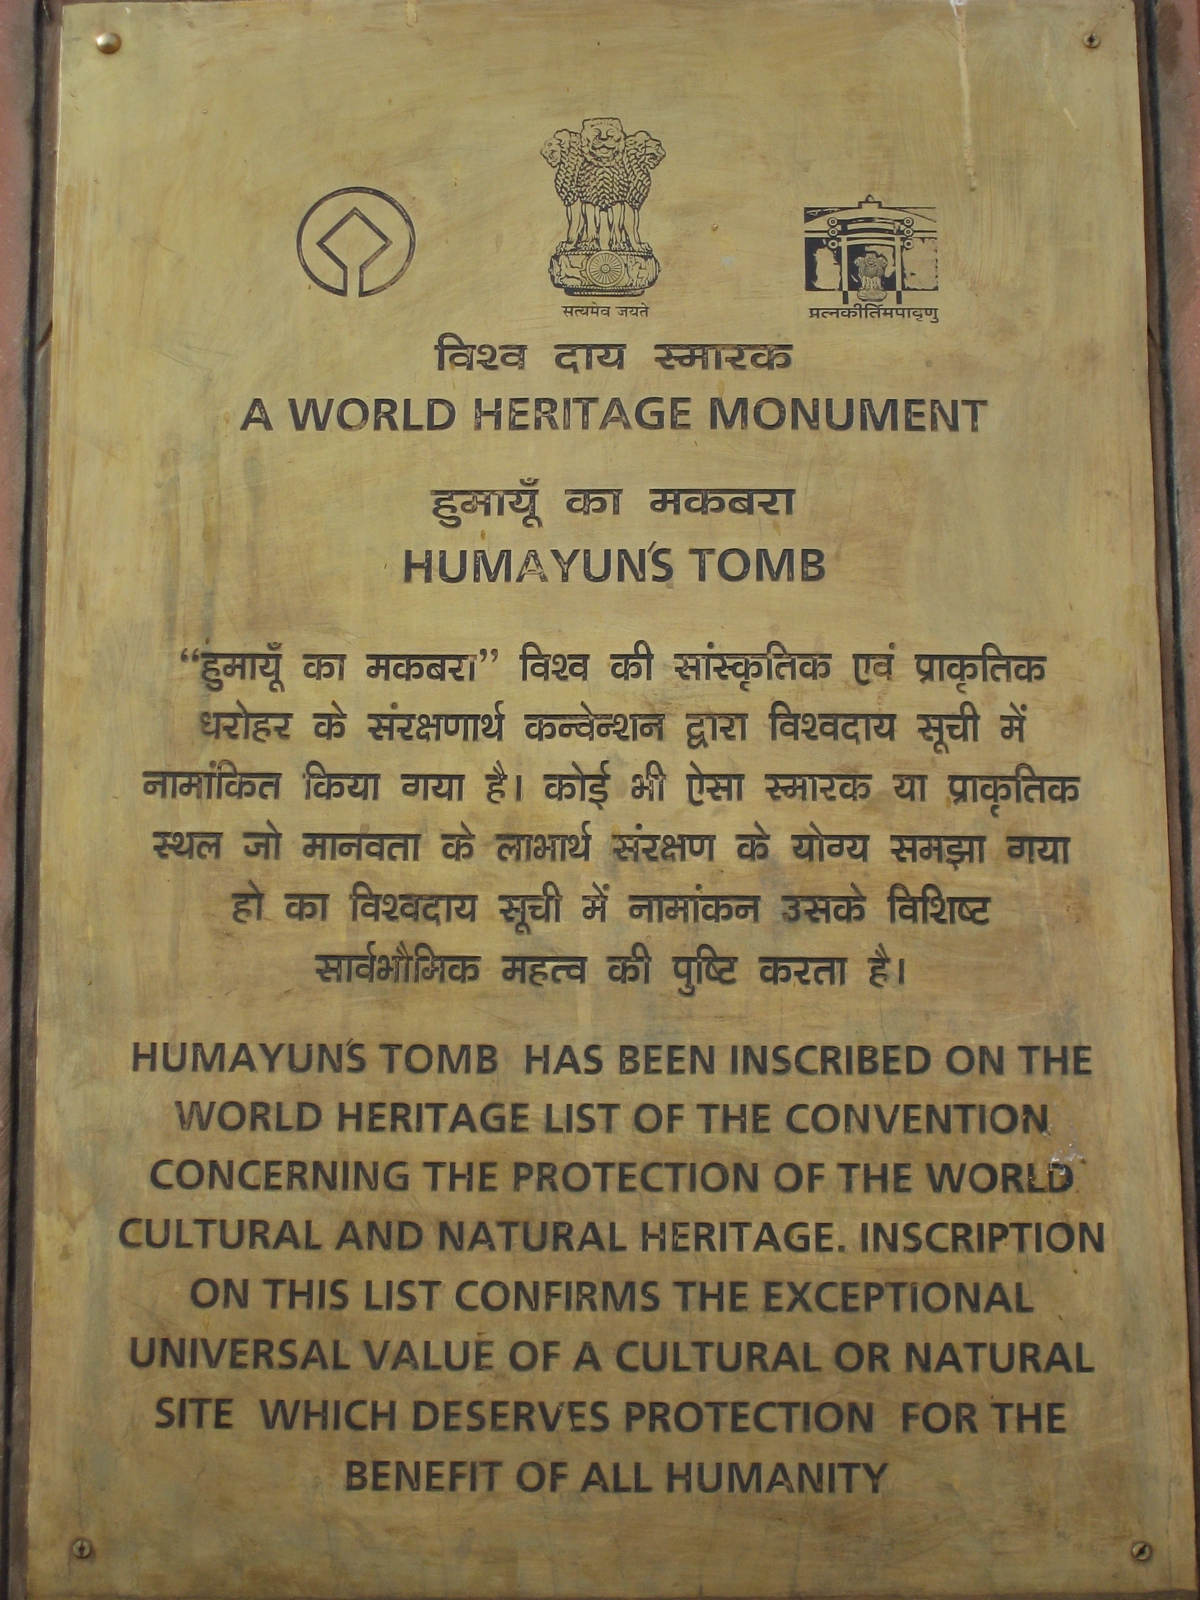 सत्यमेव जयते
प्रत्नकीर्तिमपावृणु
विश्व दाय स्मारक
A WORLD HERITAGE MONUMENT
हुमायूँ का मकबरा
HUMAYUN'S TOMB
“हुमायूँ का मकबरा” विश्व की सांस्कृतिक एवं प्राकृतिक
धरोहर के संरक्षणार्थ कन्वेन्शन द्वारा विश्वदाय सूची में
नामांकित किया गया है। कोई भी ऐसा स्मारक या प्राकृतिक
स्थल जो मानवता के लाभार्थ संरक्षण के योग्य समझा गया
हो का विश्वदाय सूची में नामांकन उसके विशिष्ट
सार्वभौमिक महत्व की पुष्टि करता है।
HUMAYUN'S TOMB HAS BEEN INSCRIBED ON THE
WORLD HERITAGE LIST OF THE CONVENTION
CONCERNING THE PROTECTION OF THE WORLD
CULTURAL AND NATURAL HERITAGE. INSCRIPTION
ON THIS LIST CONFIRMS THE EXCEPTIONAL
UNIVERSAL VALUE OF A CULTURAL OR NATURAL
SITE WHICH DESERVES PROTECTION FOR THE
BENEFIT OF ALL HUMANITY